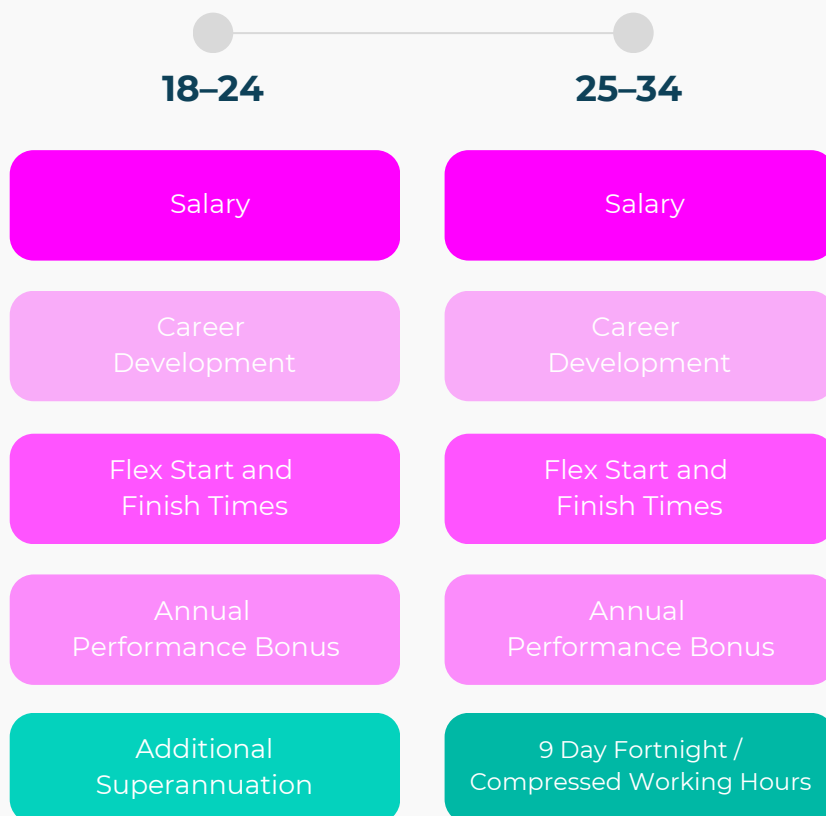 18–24
Salary
Career
Development
Flex Start and
Finish Times
Annual
Performance Bonus
Additional
Superannuation
25–34
Salary
Career
Development
Flex Start and
Finish Times
Annual
Performance Bonus
9 Day Fortnight /
Compressed Working Hours